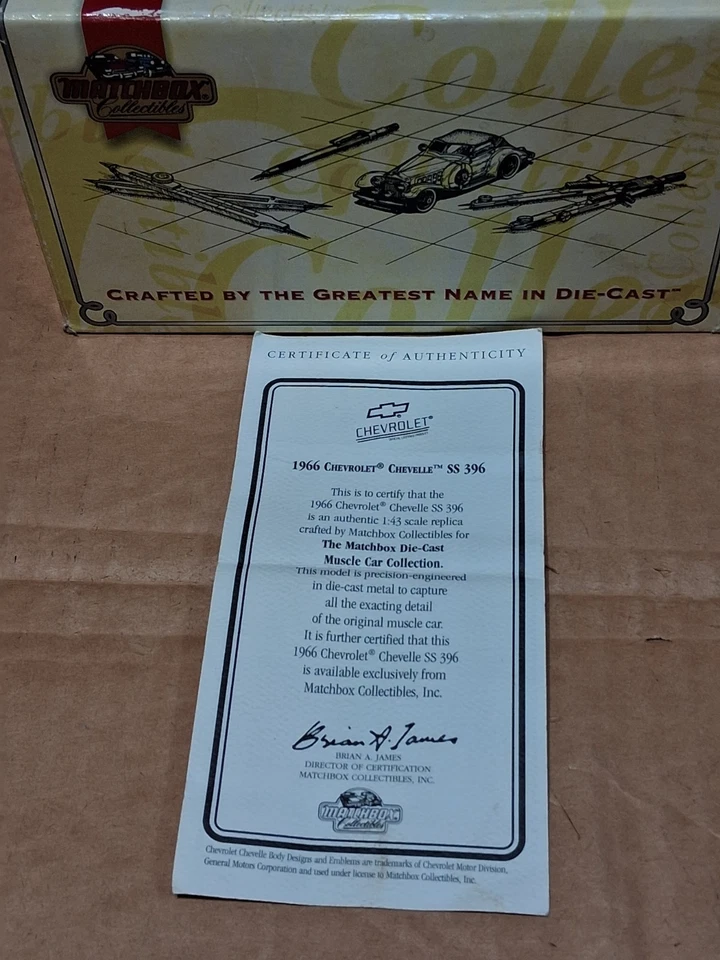 MATCHBOX
Collectibles
CRAFTED BY THE GREATEST NAME IN DIE-CAST™
CERTIFICATE of AUTHENTICITY
CHEVROLET®
1966 CHEVROLET® CHEVELLE™ SS 396
This is to certify that the
1966 Chevrolet® Chevelle SS 396
is an authentic 1:43 scale replica
crafted by Matchbox Collectibles for
The Matchbox Die-Cast
Muscle Car Collection.
This model is precision-engineered
in die-cast metal to capture
all the exacting detail
of the original muscle car.
It is further certified that this
1966 Chevrolet® Chevelle SS 396
is available exclusively from
Matchbox Collectibles, Inc.
Brian A. James
BRIAN A. JAMES
DIRECTOR OF CERTIFICATION
MATCHBOX COLLECTIBLES, INC.
MATCHBOX
Collectibles
Chevrolet Chevelle Body Designs and Emblems are trademarks of Chevrolet Motor Division,
General Motors Corporation and used under license to Matchbox Collectibles, Inc.